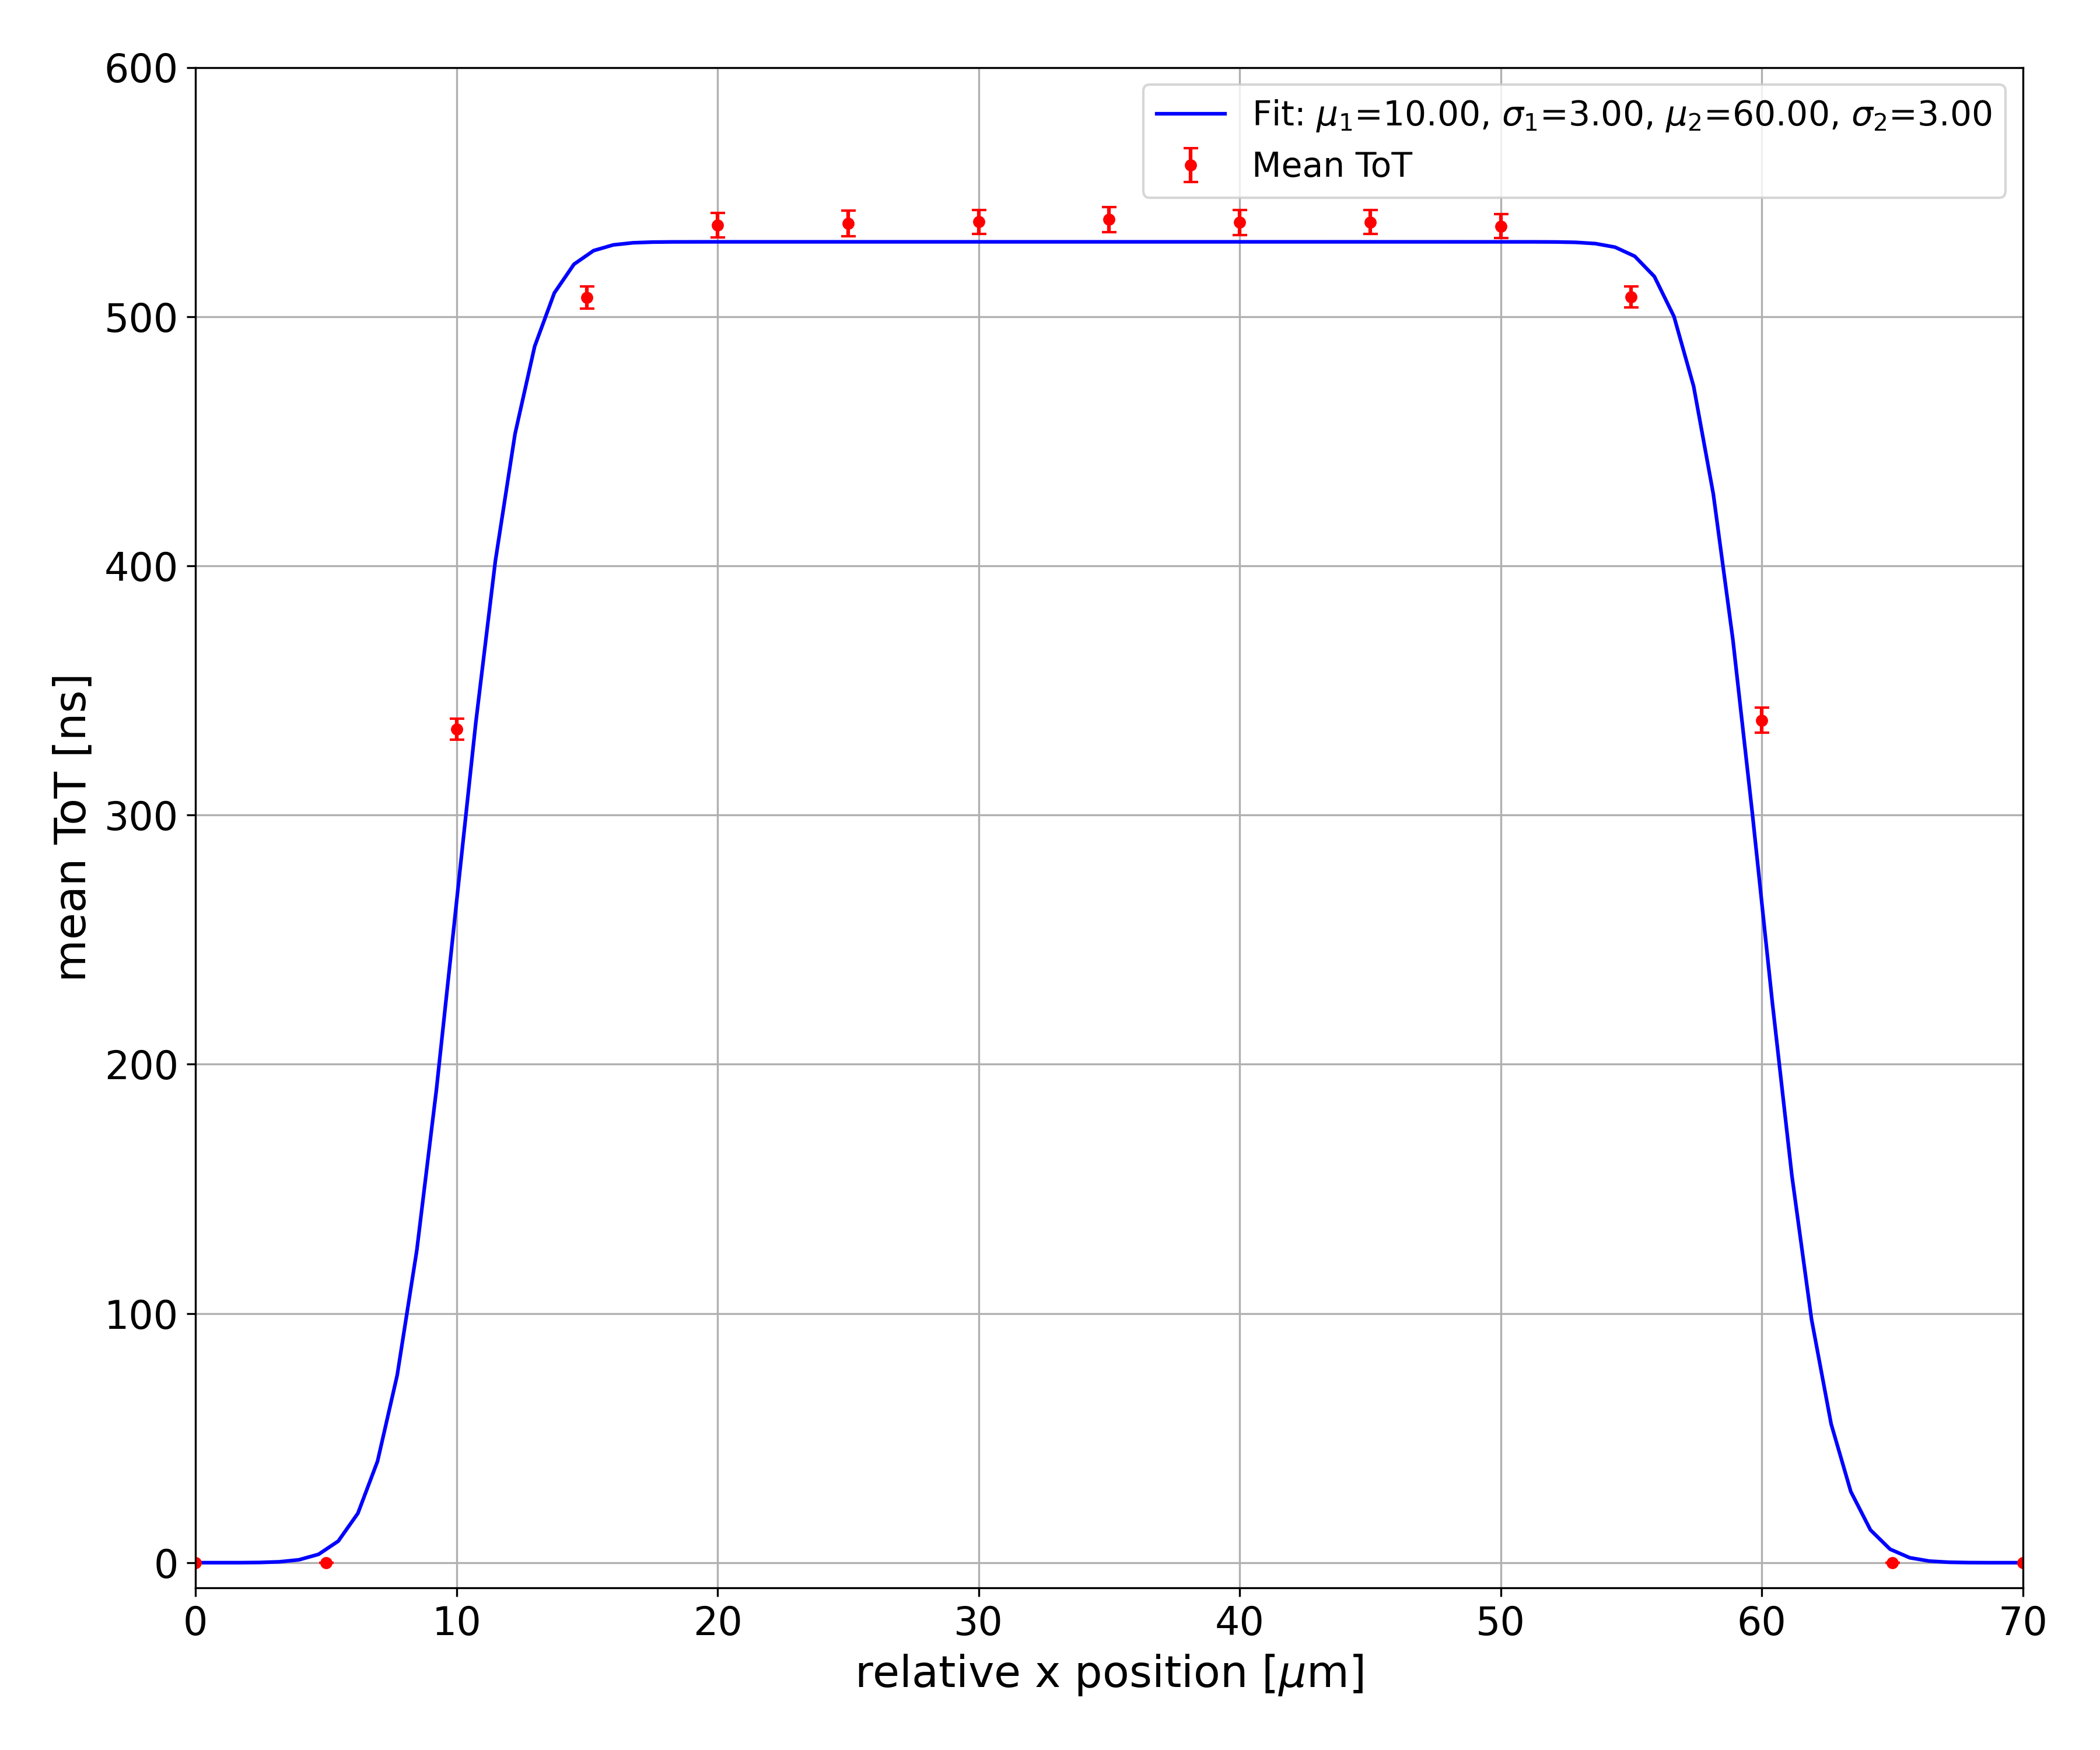 600
500
400
300
200
100
0
mean ToT [ns]
Fit: μ₁=10.00, σ₁=3.00, μ₂=60.00, σ₂=3.00
Mean ToT
0 10 20 30 40 50 60 70
relative x position [μm]